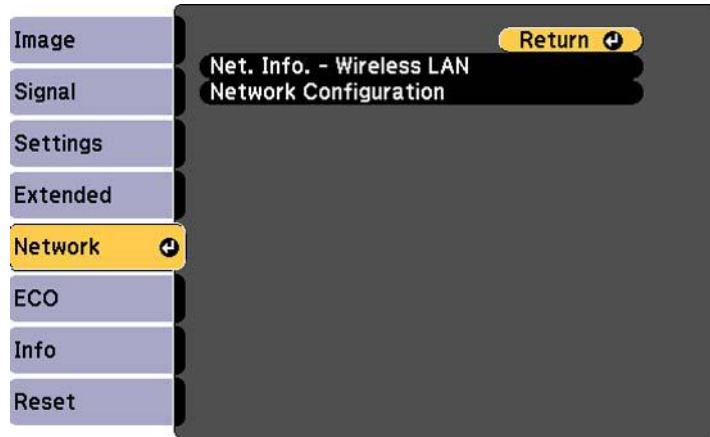 Image
Signal
Settings
Extended
Network
ECO
Info
Reset
Return
Net. Info. - Wireless LAN
Network Configuration